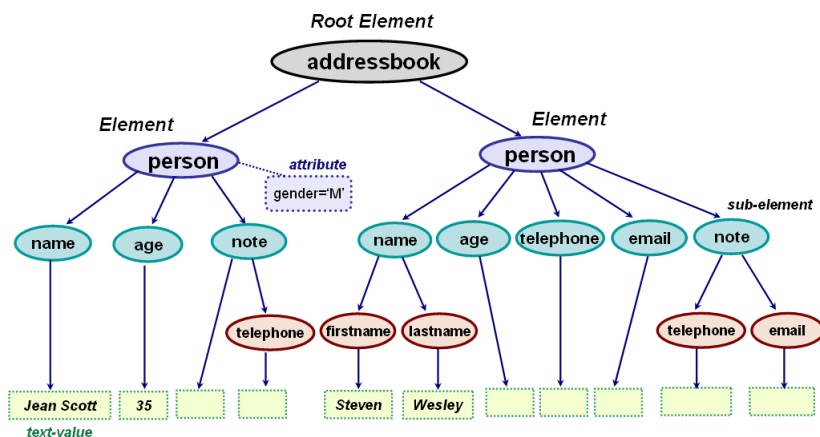 Root Element
addressbook
Element
Element
person
attribute
person
gender='M'
sub-element
name
age
note
name
age
telephone
email
note
telephone
firstname
lastname
telephone
email
Jean Scott
35
Steven
Wesley
text-value